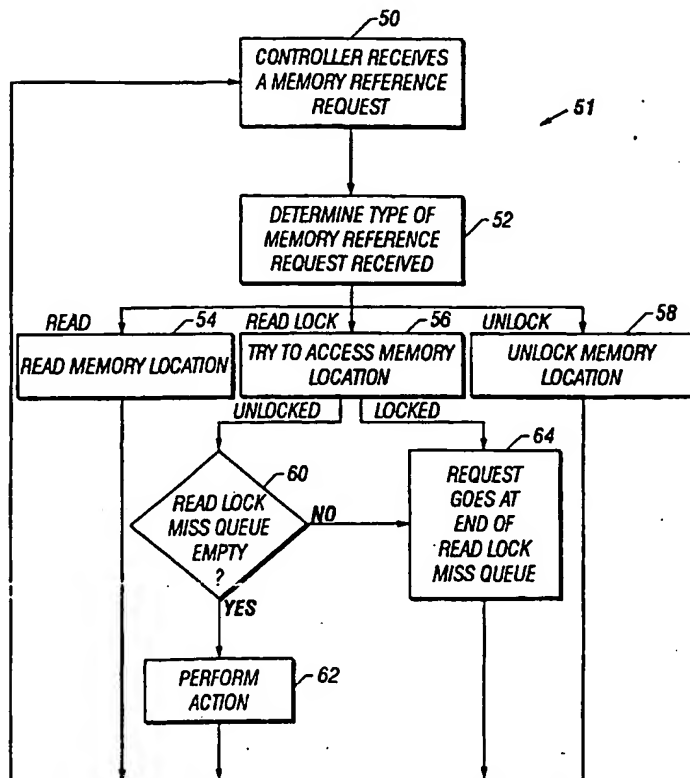 50
CONTROLLER RECEIVES
A MEMORY REFERENCE
REQUEST
51
DETERMINE TYPE OF
MEMORY REFERENCE
REQUEST RECEIVED
52
READ
54
READ LOCK
56
UNLOCK
58
READ MEMORY LOCATION
TRY TO ACCESS MEMORY
LOCATION
UNLOCK MEMORY
LOCATION
UNLOCKED
LOCKED
60
64
READ LOCK
MISS QUEUE
EMPTY
?
NO
REQUEST
GOES AT
END OF
READ LOCK
MISS QUEUE
YES
PERFORM
ACTION
62